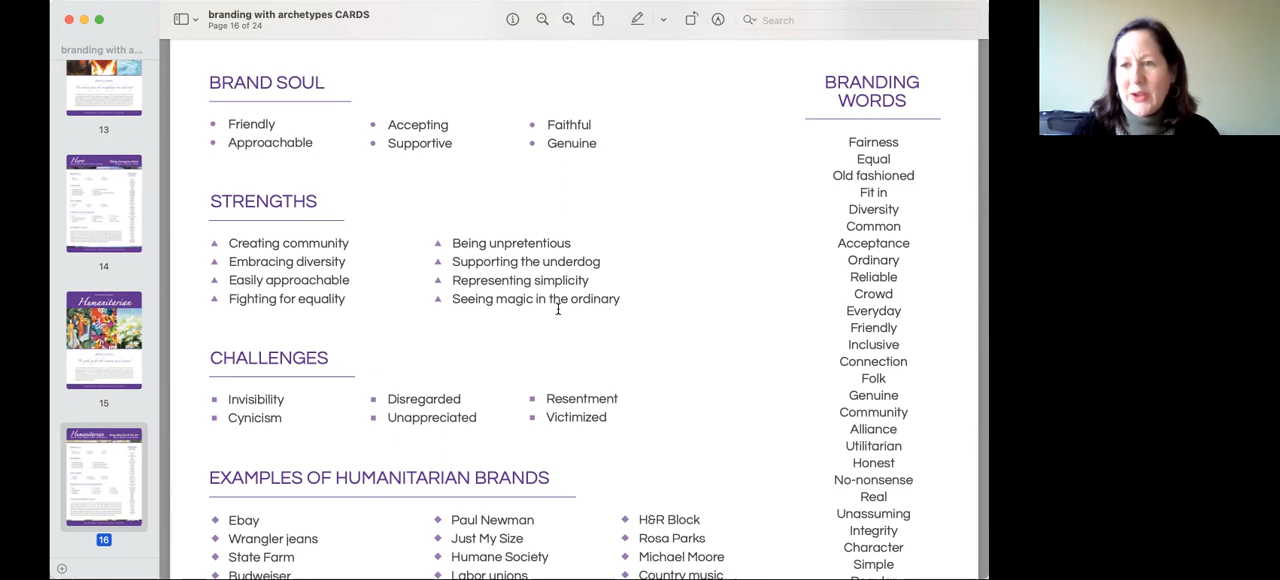 branding with archetypes CARDS
Page 16 of 24
Search
branding with a...
13
14
Humanitarian
15
Humanitarian
16
BRAND SOUL
Friendly
Approachable
Accepting
Supportive
Faithful
Genuine
STRENGTHS
Creating community
Embracing diversity
Easily approachable
Fighting for equality
Being unpretentious
Supporting the underdog
Representing simplicity
Seeing magic in the ordinary
CHALLENGES
Invisibility
Cynicism
Disregarded
Unappreciated
Resentment
Victimized
EXAMPLES OF HUMANITARIAN BRANDS
Ebay
Wrangler jeans
State Farm
Budweiser
Paul Newman
Just My Size
Humane Society
Labor unions
H&R Block
Rosa Parks
Michael Moore
Country music
BRANDING
WORDS
Fairness
Equal
Old fashioned
Fit in
Diversity
Common
Acceptance
Ordinary
Reliable
Crowd
Everyday
Friendly
Inclusive
Connection
Folk
Genuine
Community
Alliance
Utilitarian
Honest
No-nonsense
Real
Unassuming
Integrity
Character
Simple